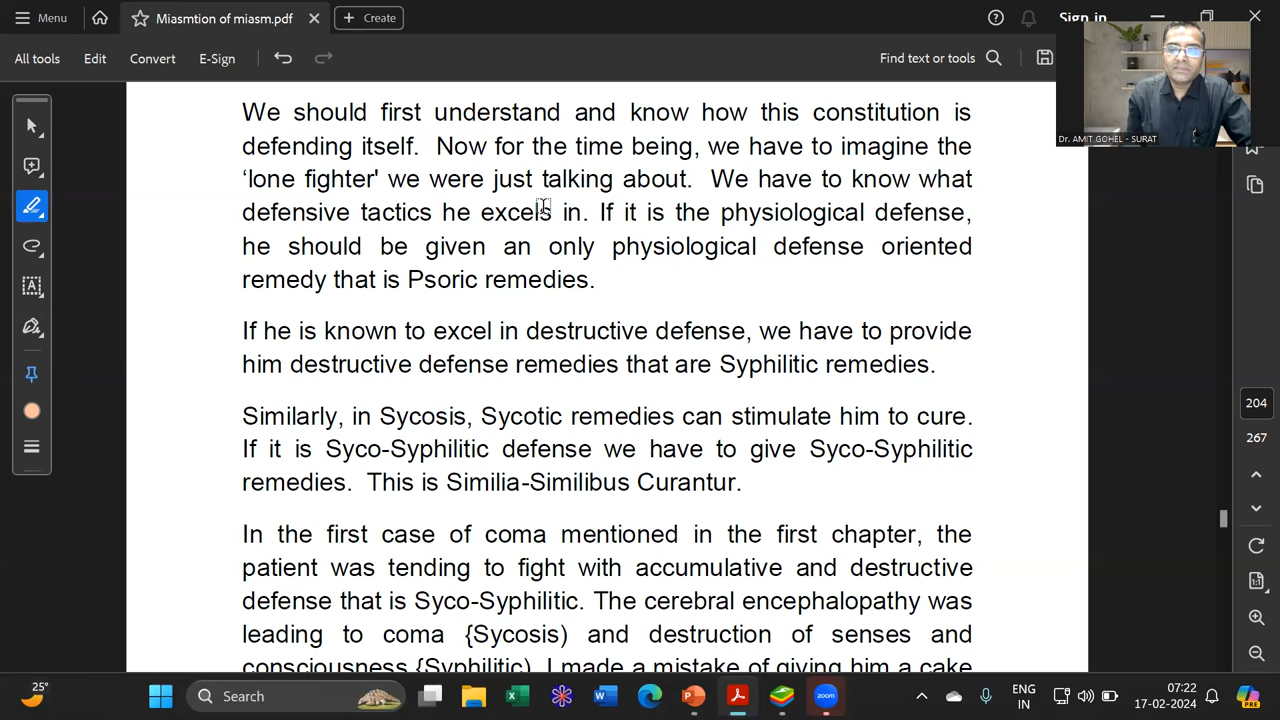 Menu
Miasmtion of miasm.pdf
Create
Sign in
All tools
Edit
Convert
E-Sign
Find text or tools
Dr. AMIT GOHEL - SURAT
We should first understand and know how this constitution is
defending itself. Now for the time being, we have to imagine the
‘lone fighter' we were just talking about. We have to know what
defensive tactics he excels in. If it is the physiological defense,
he should be given an only physiological defense oriented
remedy that is Psoric remedies.
If he is known to excel in destructive defense, we have to provide
him destructive defense remedies that are Syphilitic remedies.
Similarly, in Sycosis, Sycotic remedies can stimulate him to cure.
If it is Syco-Syphilitic defense we have to give Syco-Syphilitic
remedies. This is Similia-Similibus Curantur.
In the first case of coma mentioned in the first chapter, the
patient was tending to fight with accumulative and destructive
defense that is Syco-Syphilitic. The cerebral encephalopathy was
leading to coma {Sycosis) and destruction of senses and
consciousness {Syphilitic). I made a mistake of giving him a cake
204
267
25°
Search
ENG
IN
07:22
17-02-2024
PRE